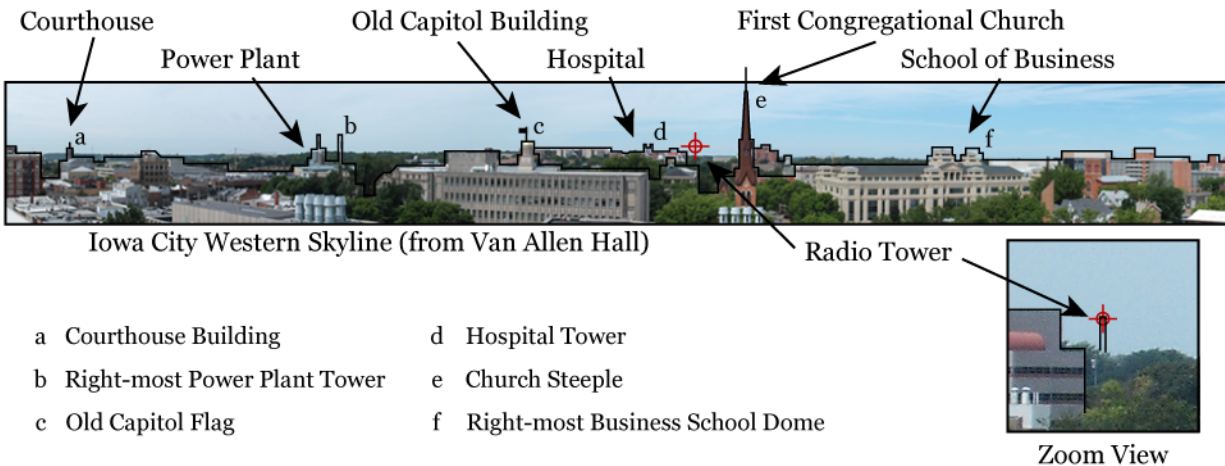 Courthouse
Old Capitol Building
First Congregational Church
Power Plant
Hospital
School of Business
a
b
c
d
e
f
Iowa City Western Skyline (from Van Allen Hall)
Radio Tower
a Courthouse Building
b Right-most Power Plant Tower
c Old Capitol Flag
d Hospital Tower
e Church Steeple
f Right-most Business School Dome
Zoom View